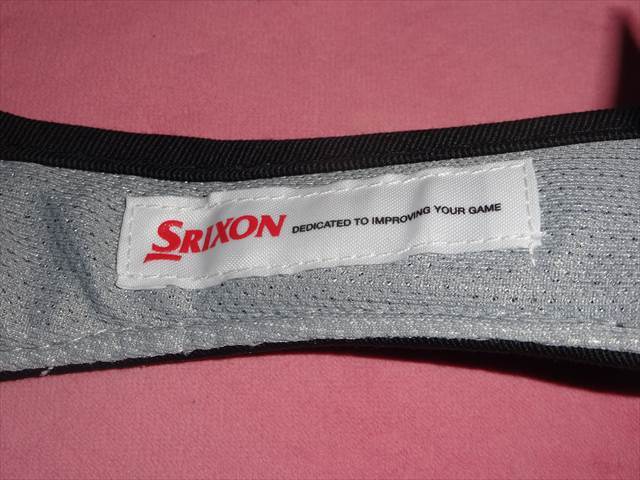 SRIXON DEDICATED TO IMPROVING YOUR GAME